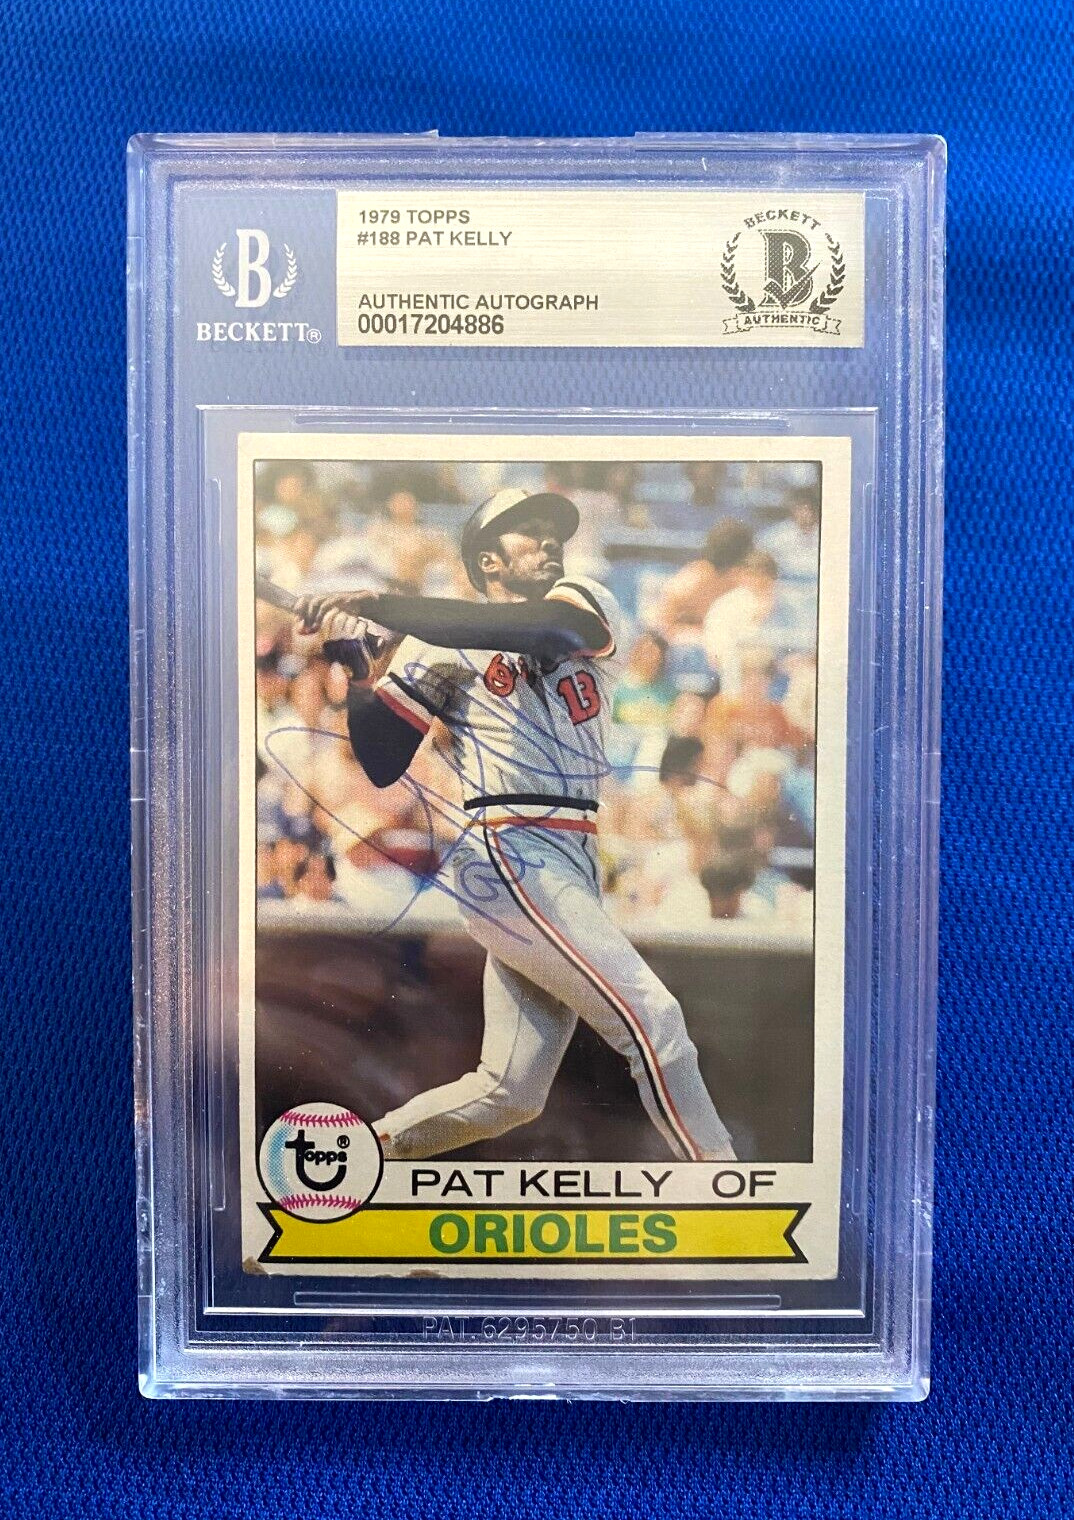 1979 TOPPS
#188 PAT KELLY
AUTHENTIC AUTOGRAPH
00017204886
B
BECKETT®
BECKETT
B
AUTHENTIC
13
Topps®
PAT KELLY OF
ORIOLES
PAT. 6295750 B1